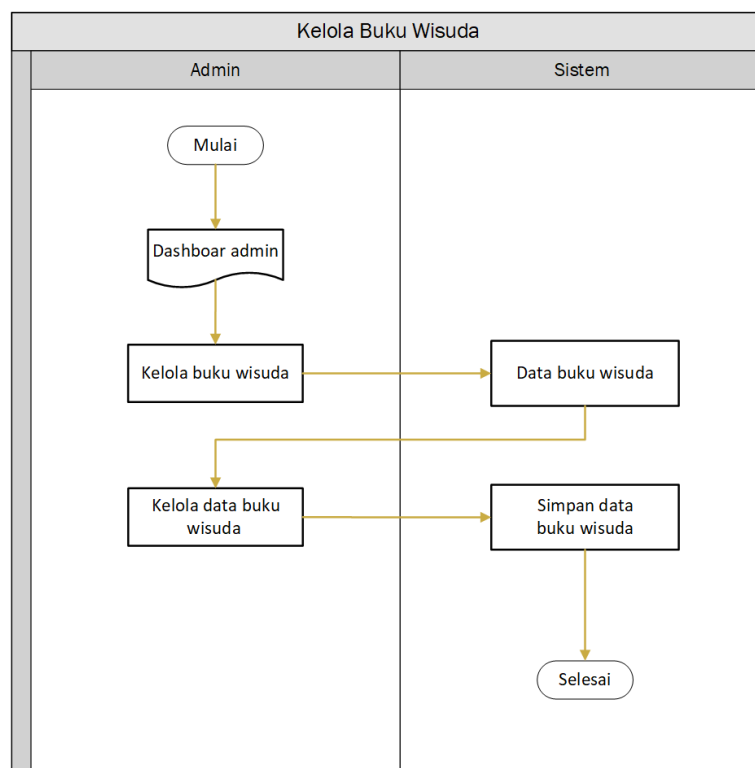 Kelola Buku Wisuda
Admin
Sistem
Mulai
Dashboar admin
Kelola buku wisuda
Data buku wisuda
Kelola data buku
wisuda
Simpan data
buku wisuda
Selesai